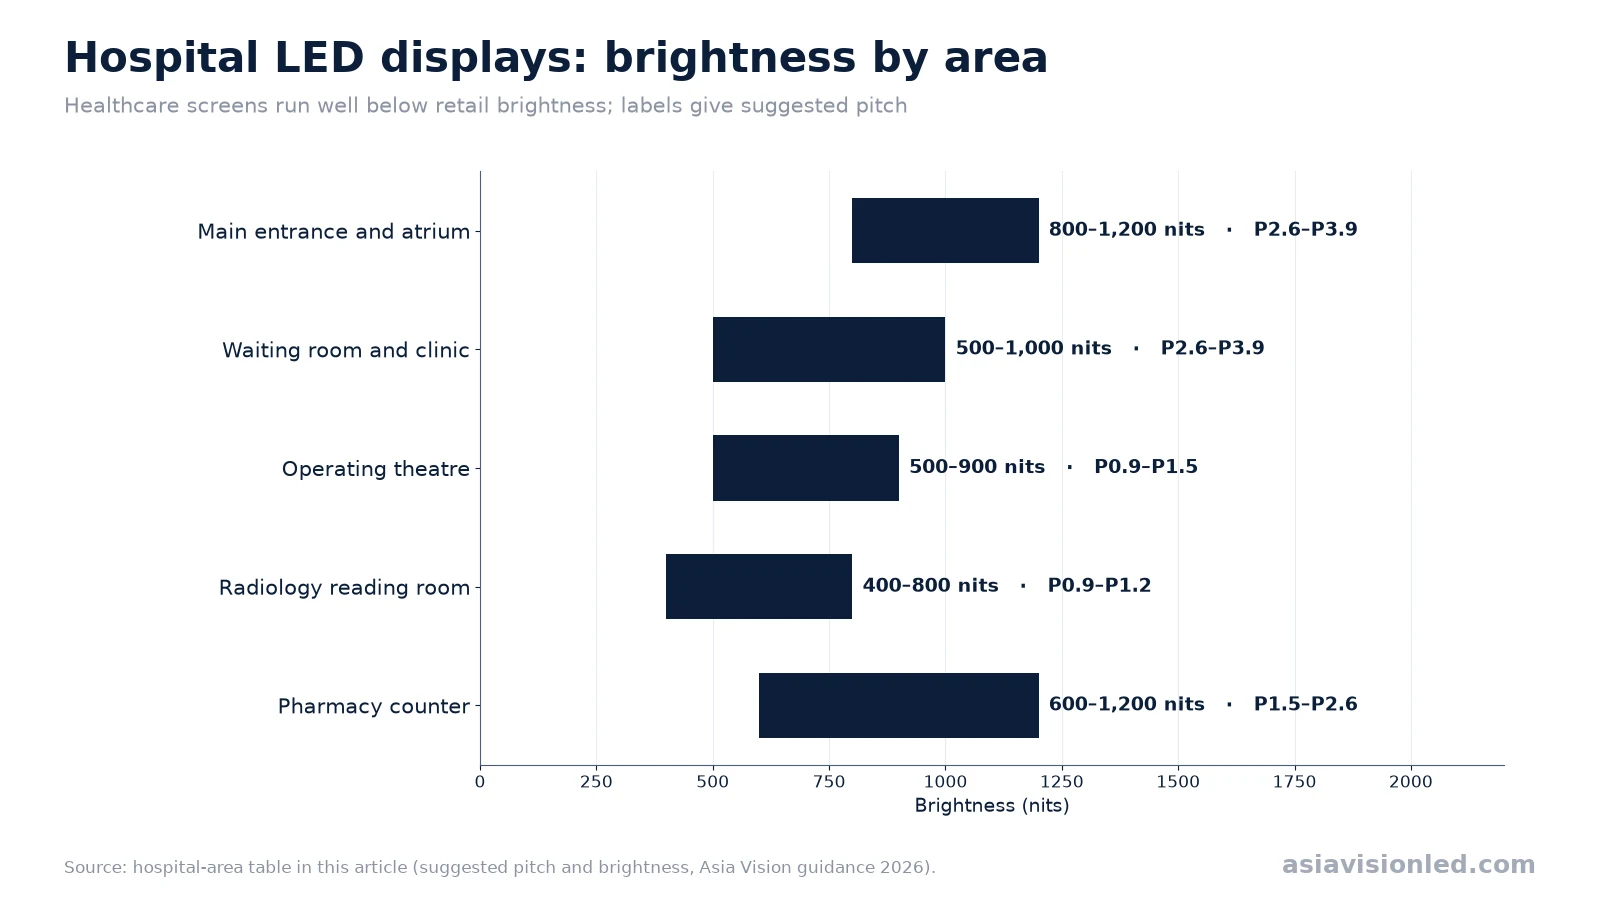 Hospital LED displays: brightness by area
Healthcare screens run well below retail brightness; labels give suggested pitch
Main entrance and atrium
800–1,200 nits · P2.6–P3.9
Waiting room and clinic
500–1,000 nits · P2.6–P3.9
Operating theatre
500–900 nits · P0.9–P1.5
Radiology reading room
400–800 nits · P0.9–P1.2
Pharmacy counter
600–1,200 nits · P1.5–P2.6
0 250 500 750 1000 1250 1500 1750 2000
Brightness (nits)
Source: hospital-area table in this article (suggested pitch and brightness, Asia Vision guidance 2026).
asiavisionled.com